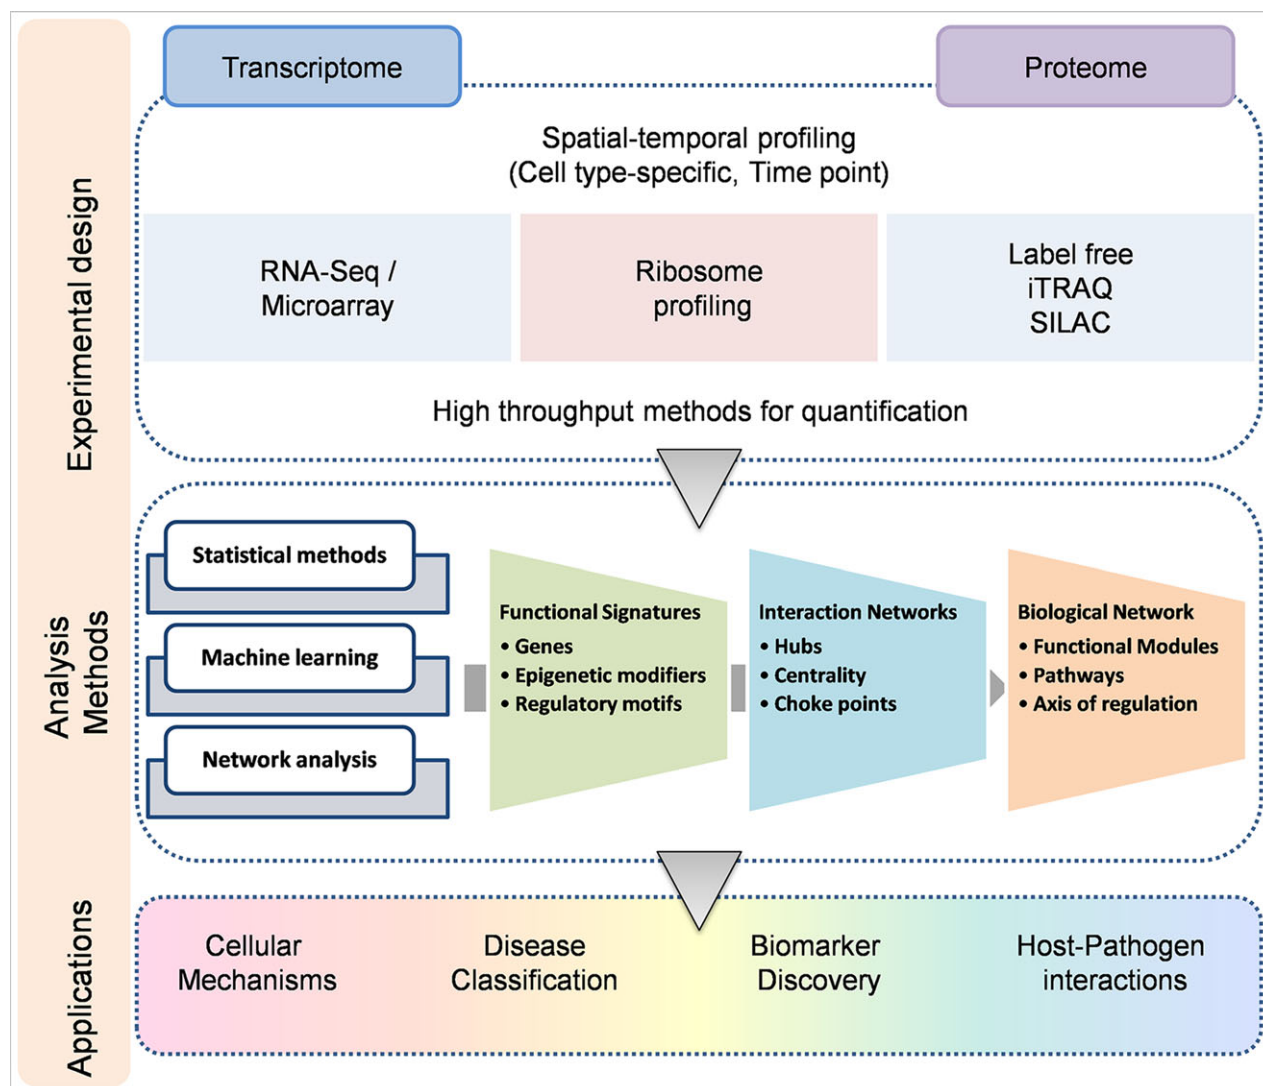 Transcriptome
Proteome
Experimental design
Spatial-temporal profiling
(Cell type-specific, Time point)
RNA-Seq /
Microarray
Ribosome
profiling
Label free
iTRAQ
SILAC
High throughput methods for quantification
Analysis
Methods
Statistical methods
Machine learning
Network analysis
Functional Signatures
• Genes
• Epigenetic modifiers
• Regulatory motifs
Interaction Networks
• Hubs
• Centrality
• Choke points
Biological Network
• Functional Modules
• Pathways
• Axis of regulation
Applications
Cellular
Mechanisms
Disease
Classification
Biomarker
Discovery
Host-Pathogen
interactions